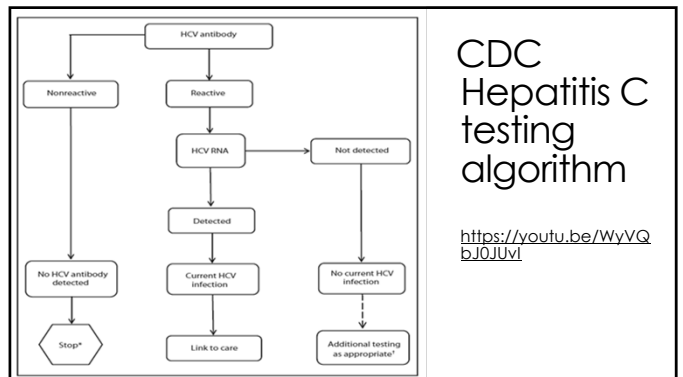 HCV antibody
Nonreactive
Reactive
HCV RNA
Not detected
Detected
No HCV antibody
detected
Current HCV
infection
No current HCV
infection
Stop*
Link to care
Additional testing
as appropriate†
CDC
Hepatitis C
testing
algorithm
https://youtu.be/WyVQ
bJ0JUvI